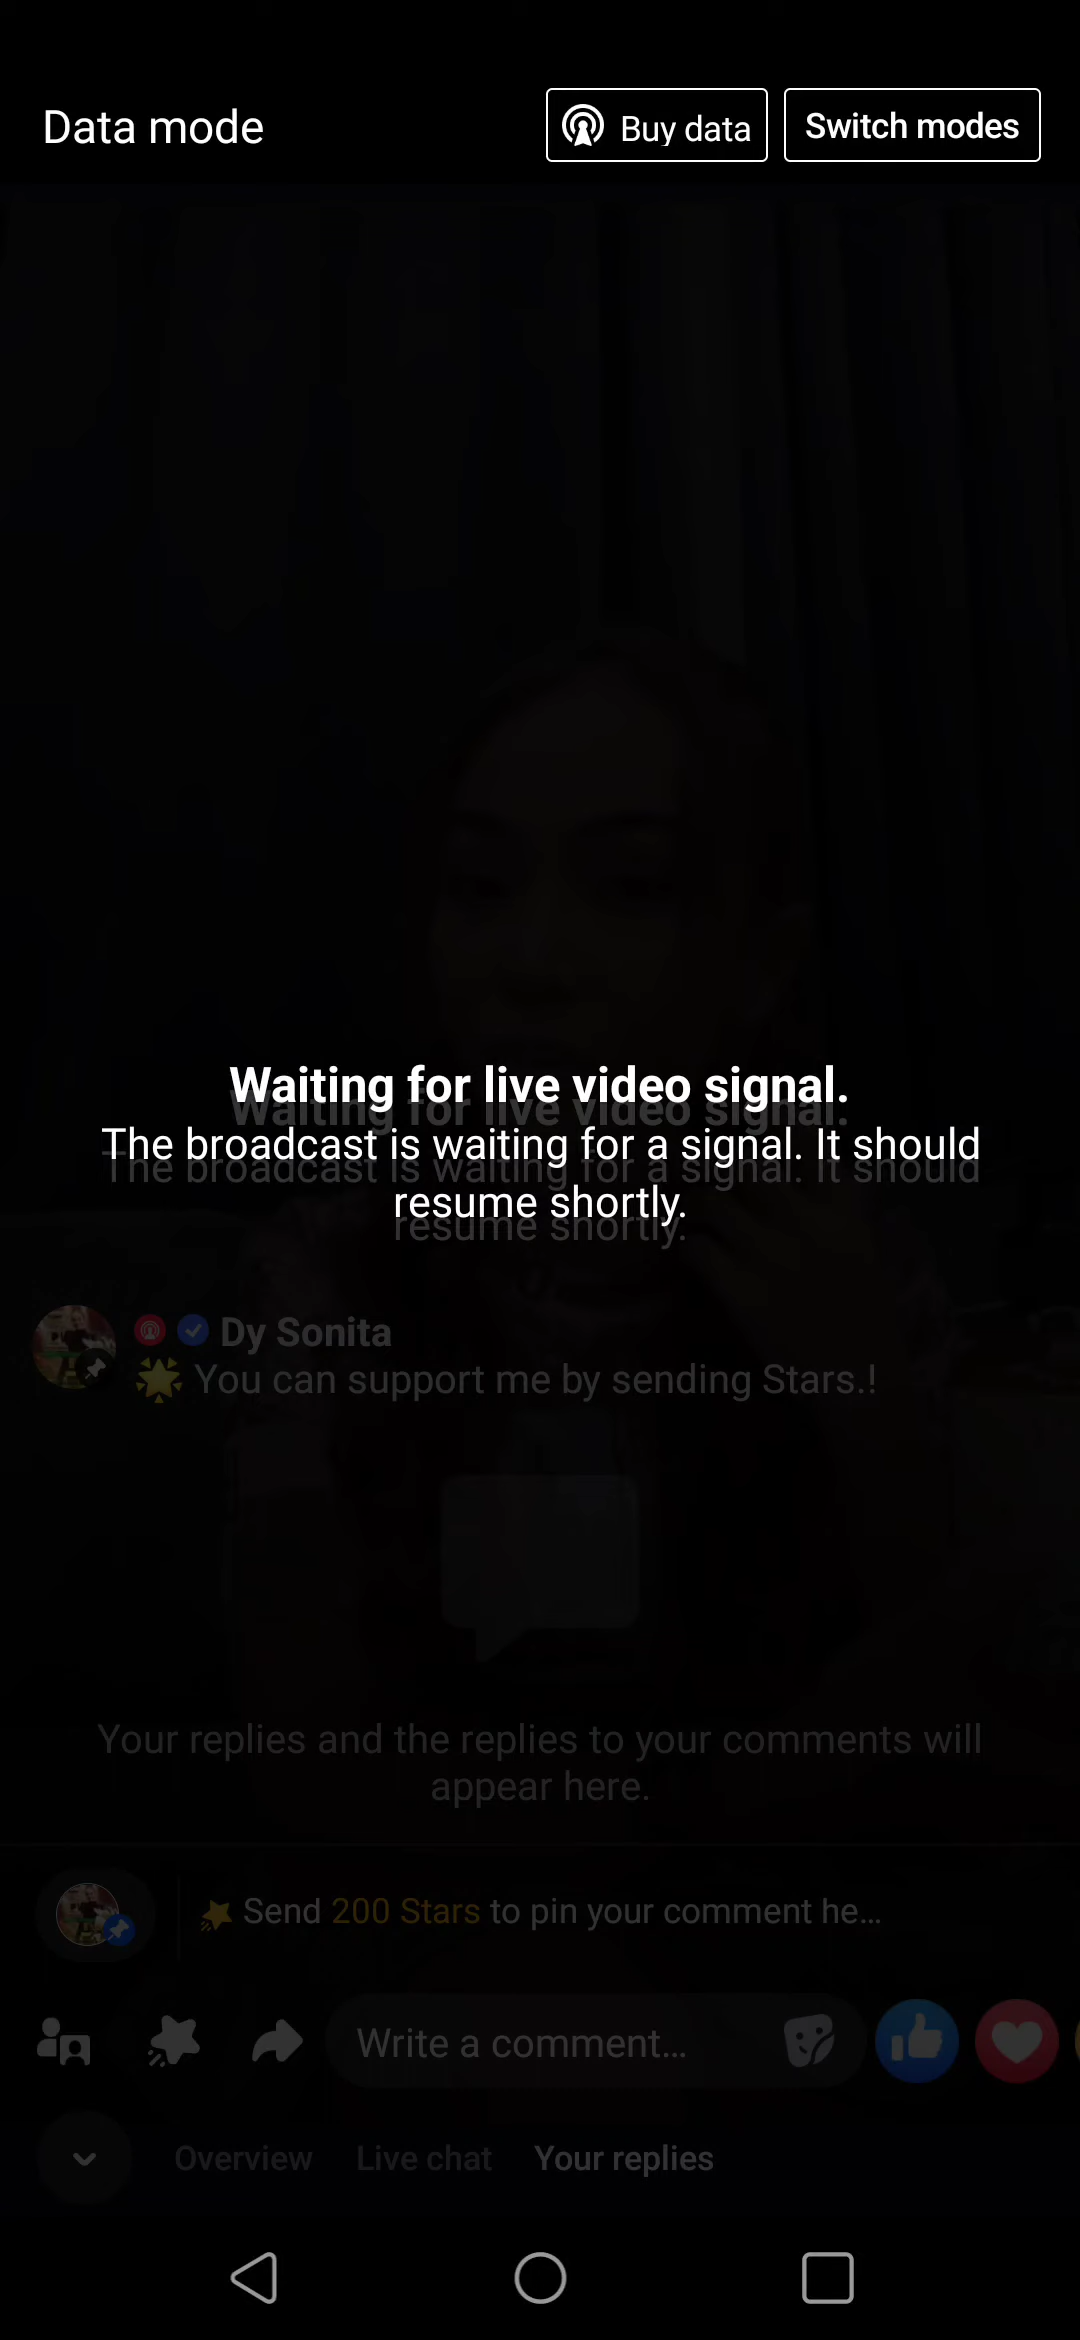 Data mode
Buy data
Switch modes
Waiting for live video signal.
The broadcast is waiting for a signal. It should
resume shortly.
Dy Sonita
🌟 You can support me by sending Stars.!
Your replies and the replies to your comments will
appear here.
Send 200 Stars to pin your comment he...
Write a comment...
Overview
Live chat
Your replies